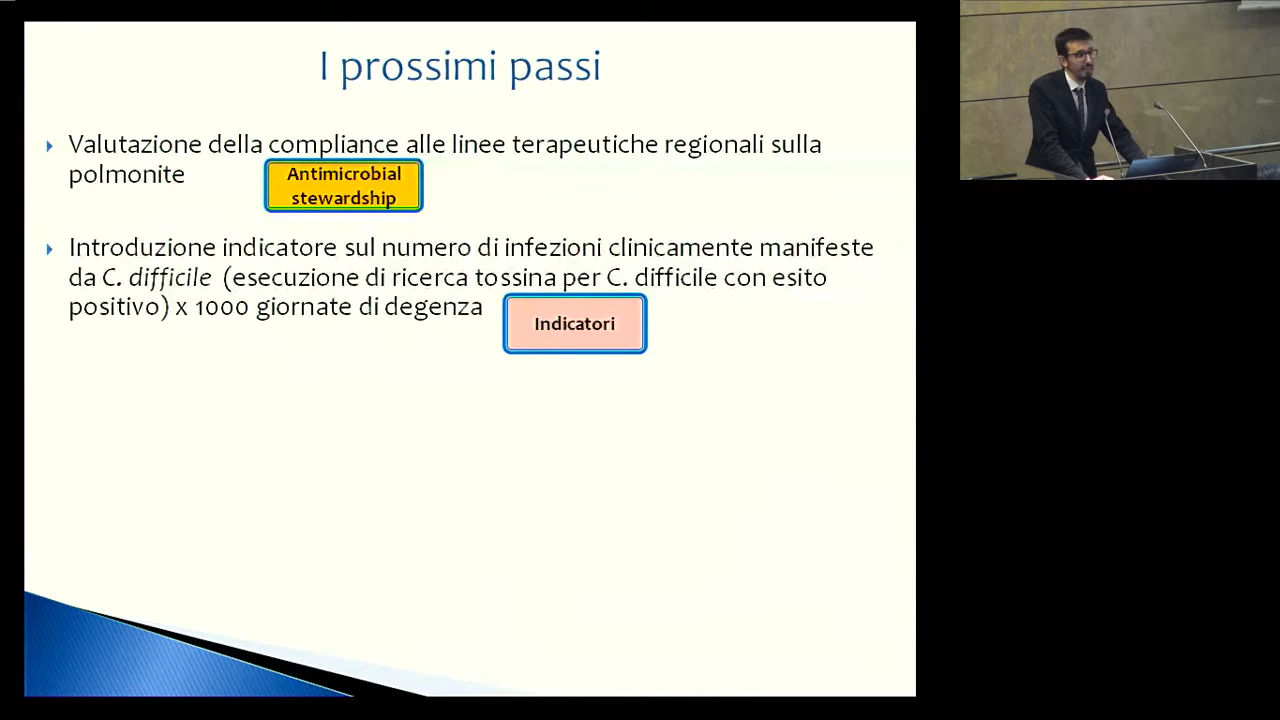 I prossimi passi
Valutazione della compliance alle linee terapeutiche regionali sulla
polmonite
Antimicrobial
stewardship
Introduzione indicatore sul numero di infezioni clinicamente manifeste
da C. difficile (esecuzione di ricerca tossina per C. difficile con esito
positivo) x 1000 giornate di degenza
Indicatori